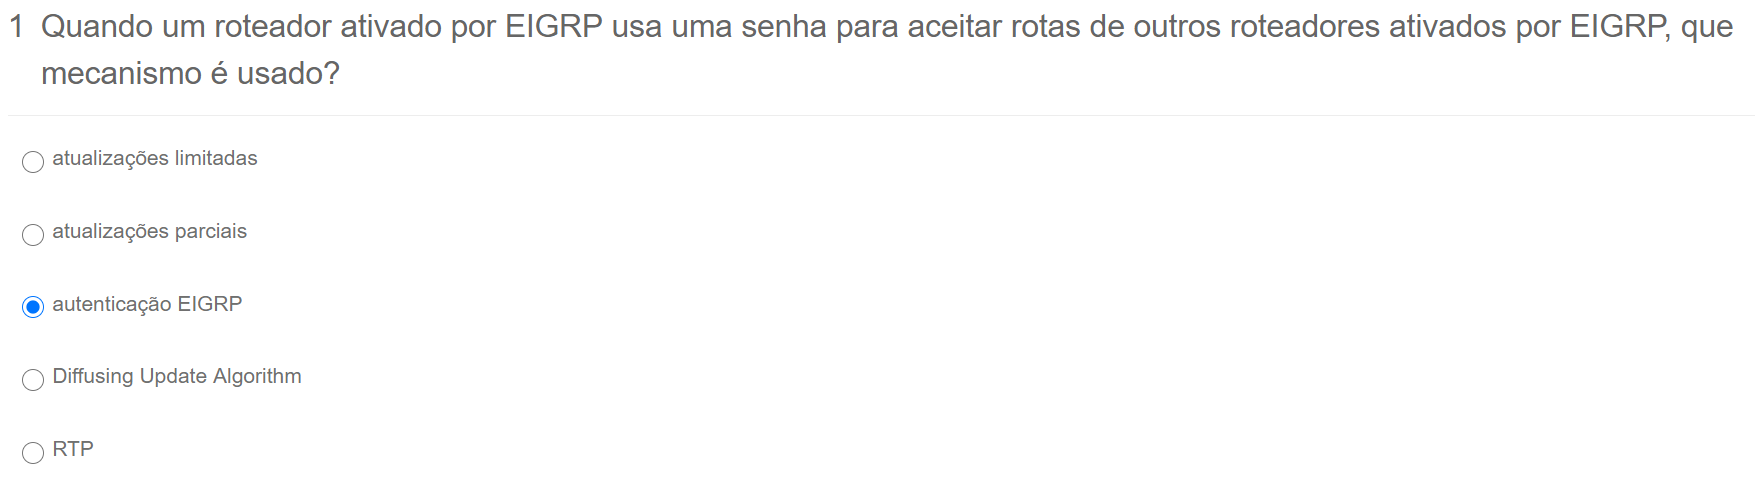 1 Quando um roteador ativado por EIGRP usa uma senha para aceitar rotas de outros roteadores ativados por EIGRP, que
mecanismo é usado?
atualizações limitadas
atualizações parciais
autenticação EIGRP
Diffusing Update Algorithm
RTP